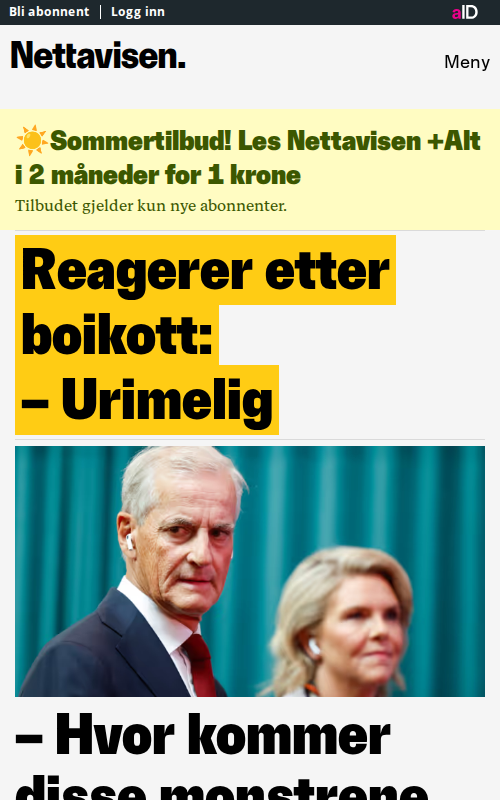 Bli abonnent | Logg inn
aID
Nettavisen.
Meny
☀️Sommertilbud! Les Nettavisen +Alt
i 2 måneder for 1 krone
Tilbudet gjelder kun nye abonnenter.
Reagerer etter
boikott:
– Urimelig
– Hvor kommer
disse monstrene